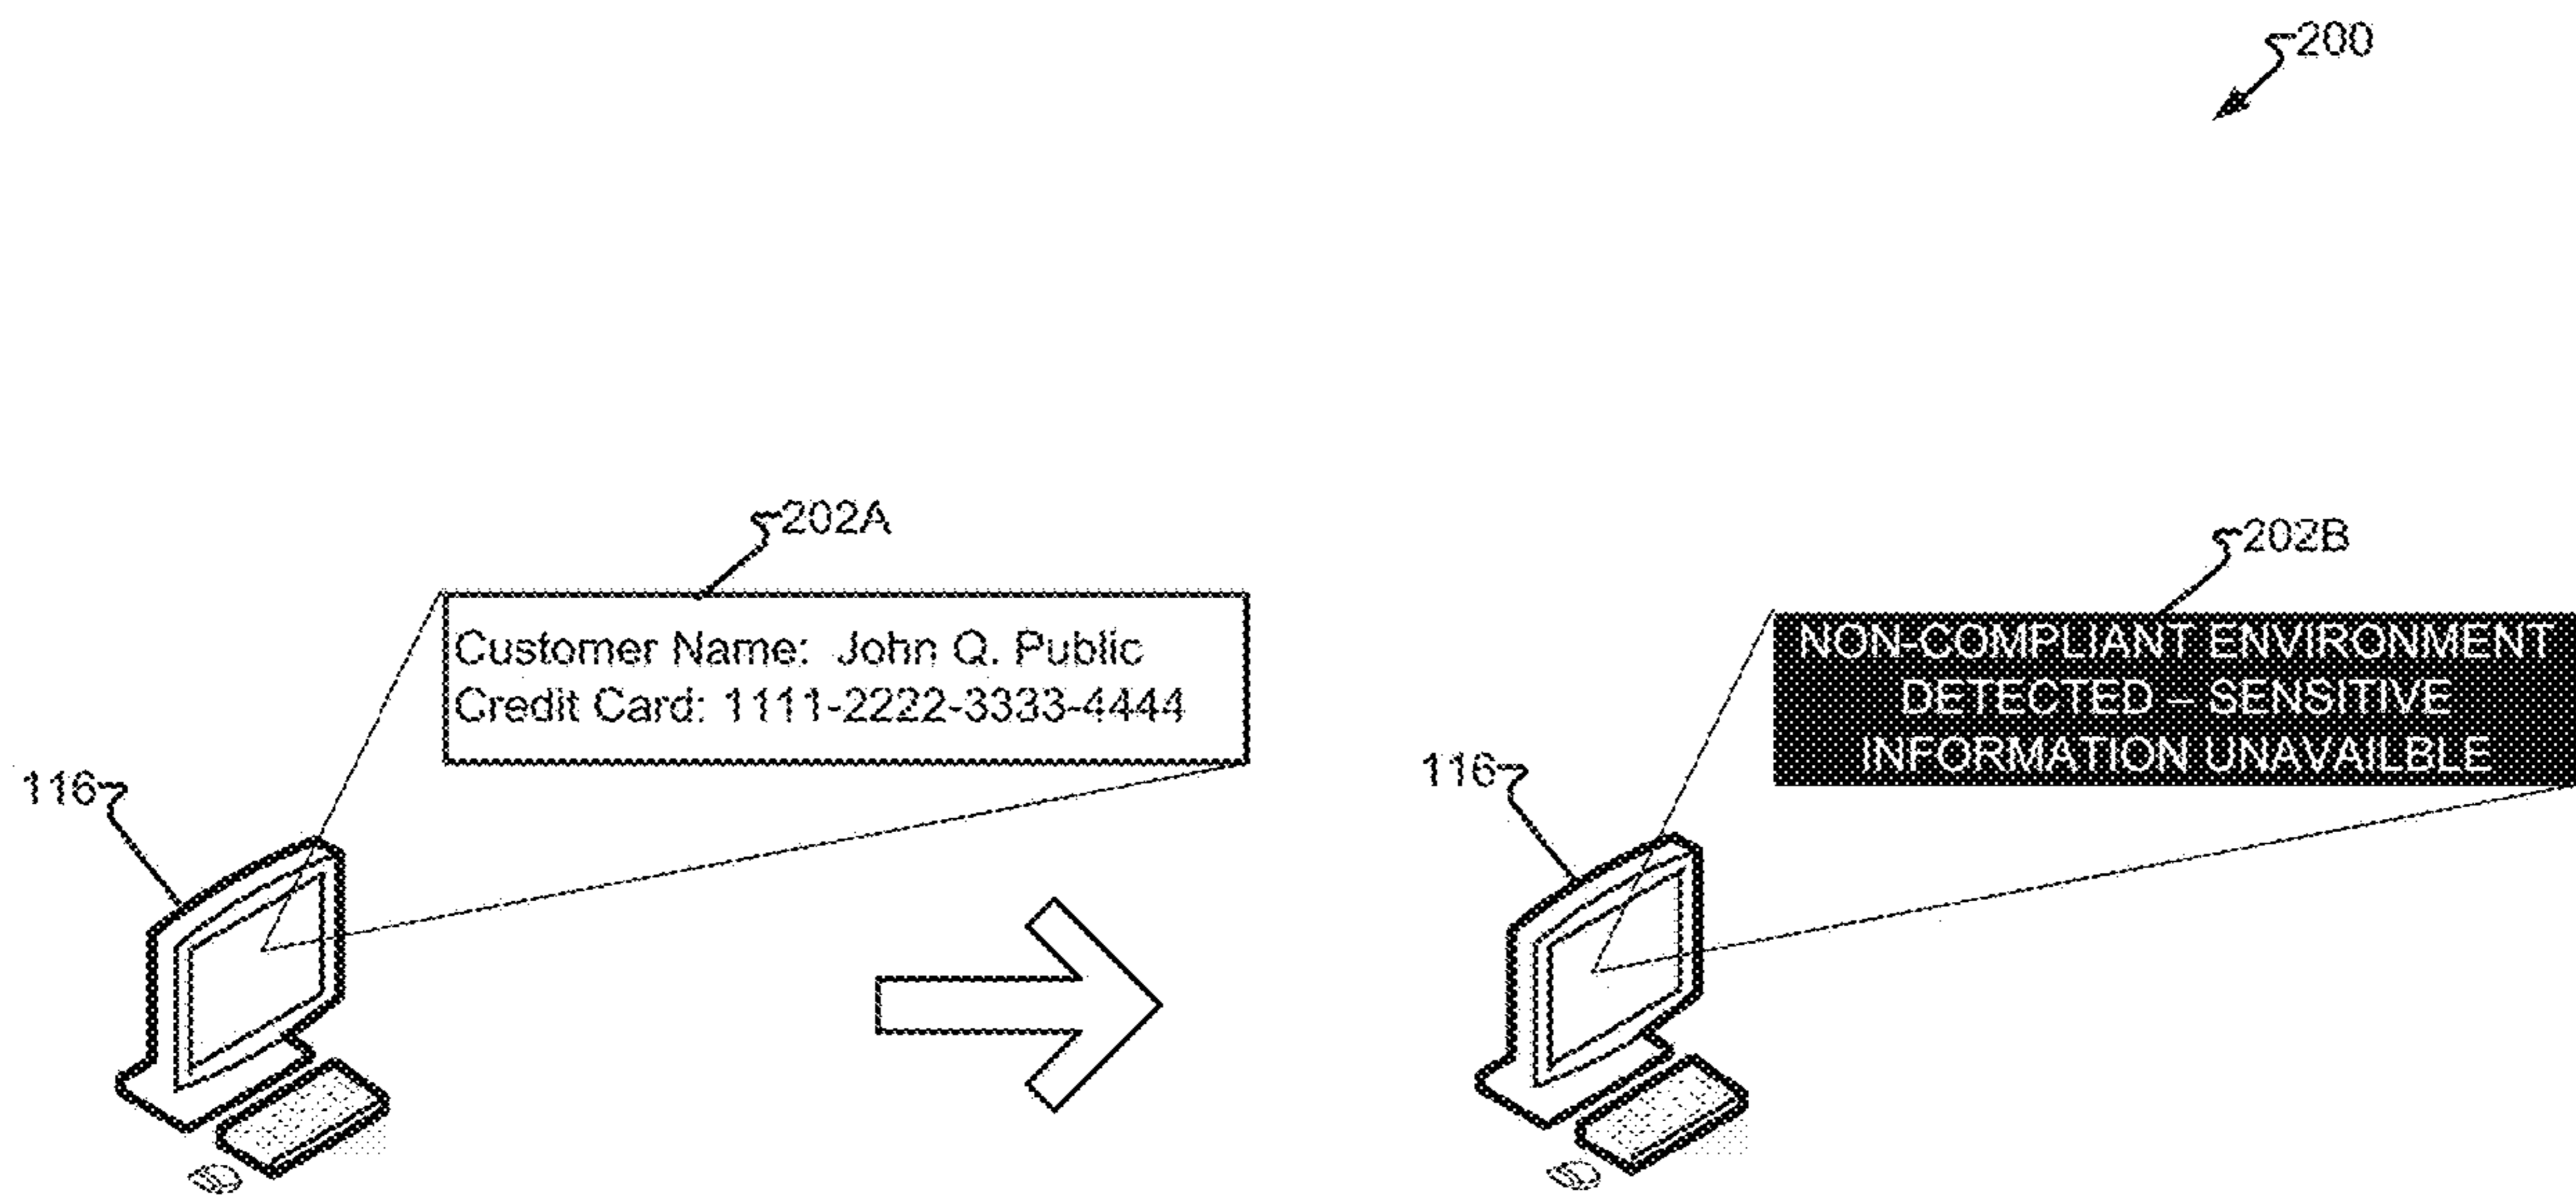 200
202A
202B
Customer Name: John Q. Public
Credit Card: 1111-2222-3333-4444
NON-COMPLIANT ENVIRONMENT
DETECTED – SENSITIVE
INFORMATION UNAVAILBLE
116
116